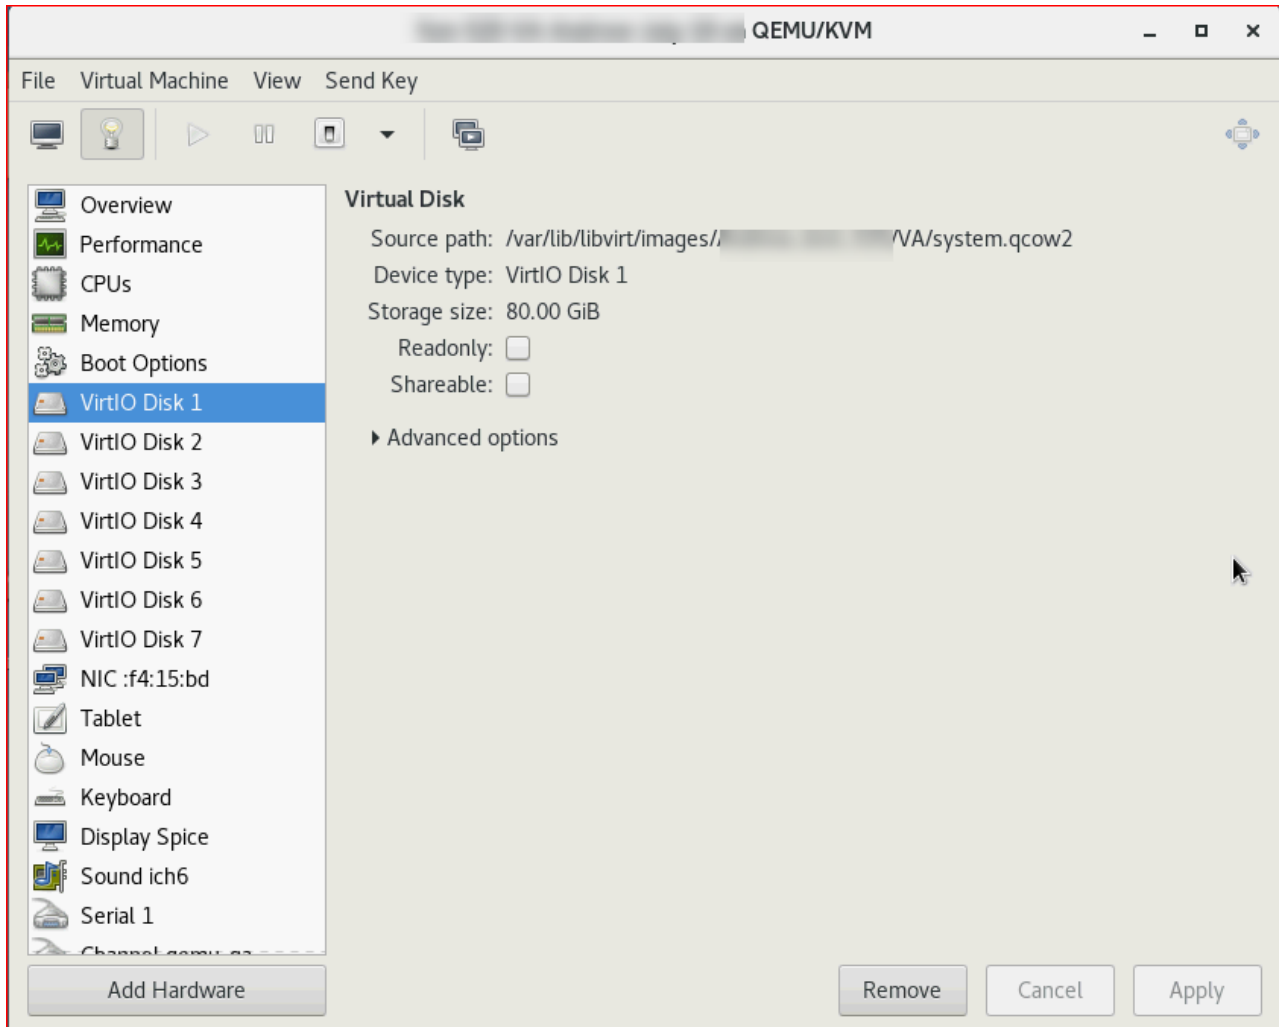 QEMU/KVM
File Virtual Machine View Send Key
Overview
Performance
CPUs
Memory
Boot Options
VirtIO Disk 1
VirtIO Disk 2
VirtIO Disk 3
VirtIO Disk 4
VirtIO Disk 5
VirtIO Disk 6
VirtIO Disk 7
NIC :f4:15:bd
Tablet
Mouse
Keyboard
Display Spice
Sound ich6
Serial 1
Add Hardware
Virtual Disk
Source path: /var/lib/libvirt/images/ /VA/system.qcow2
Device type: VirtIO Disk 1
Storage size: 80.00 GiB
Readonly:
Shareable:
Advanced options
Remove Cancel Apply